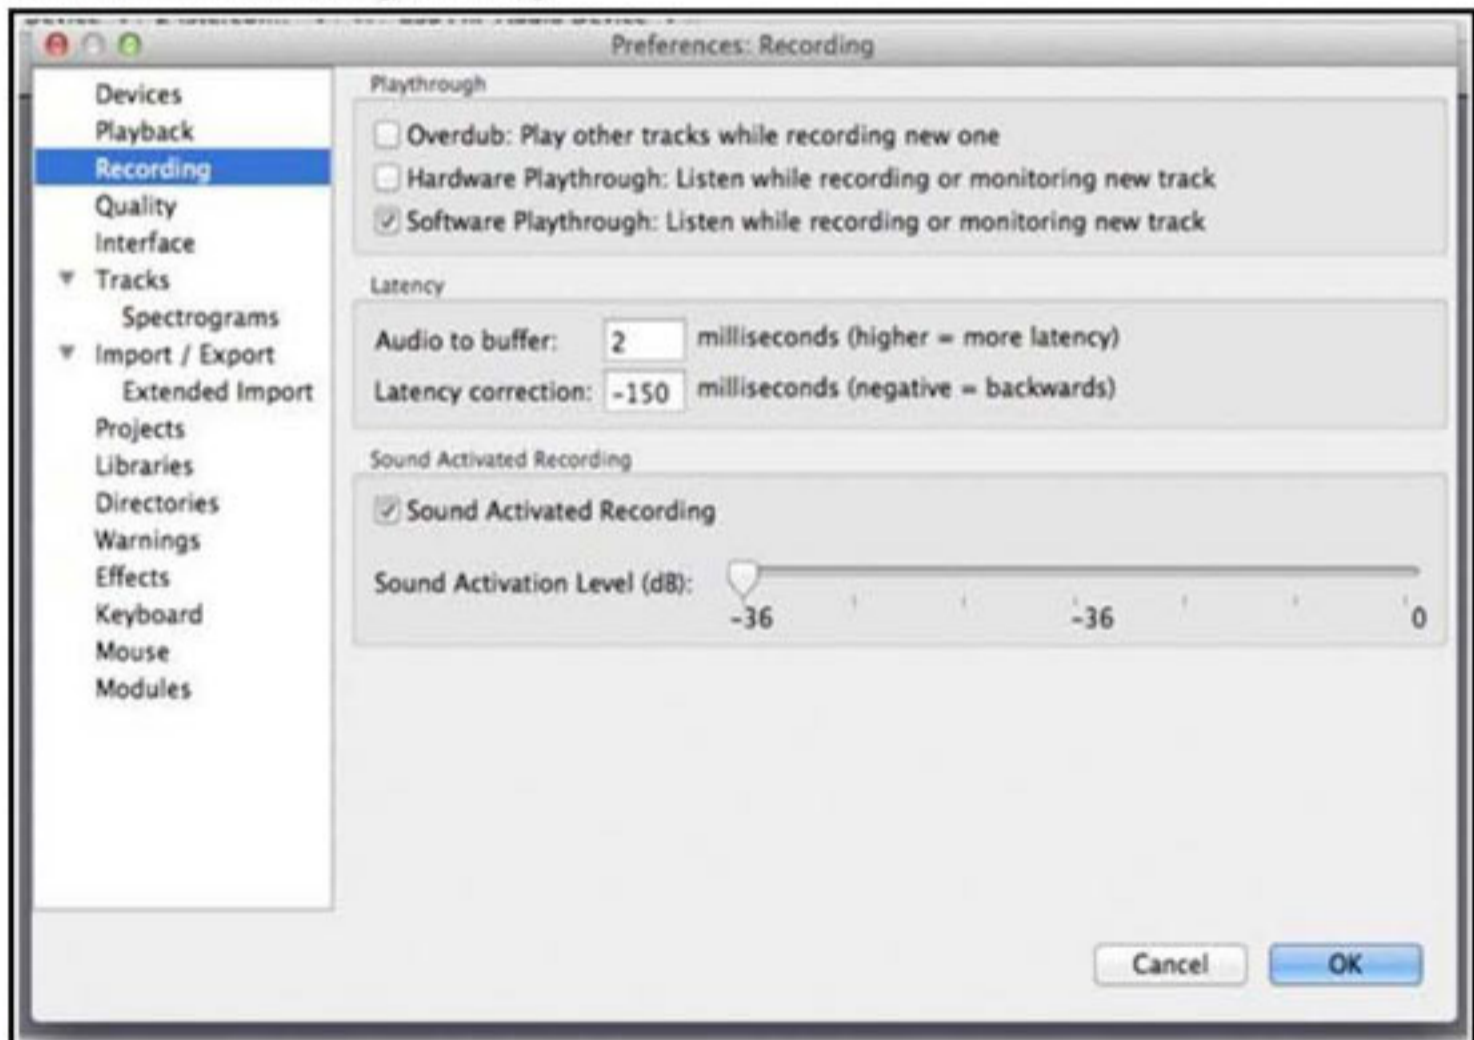 Preferences: Recording
Devices
Playback
Recording
Quality
Interface
Tracks
Spectrograms
Import / Export
Extended Import
Projects
Libraries
Directories
Warnings
Effects
Keyboard
Mouse
Modules
Playthrough
Overdub: Play other tracks while recording new one
Hardware Playthrough: Listen while recording or monitoring new track
Software Playthrough: Listen while recording or monitoring new track
Latency
Audio to buffer: 2 milliseconds (higher = more latency)
Latency correction: -150 milliseconds (negative = backwards)
Sound Activated Recording
Sound Activated Recording
Sound Activation Level (dB):
-36 -36 0
Cancel OK